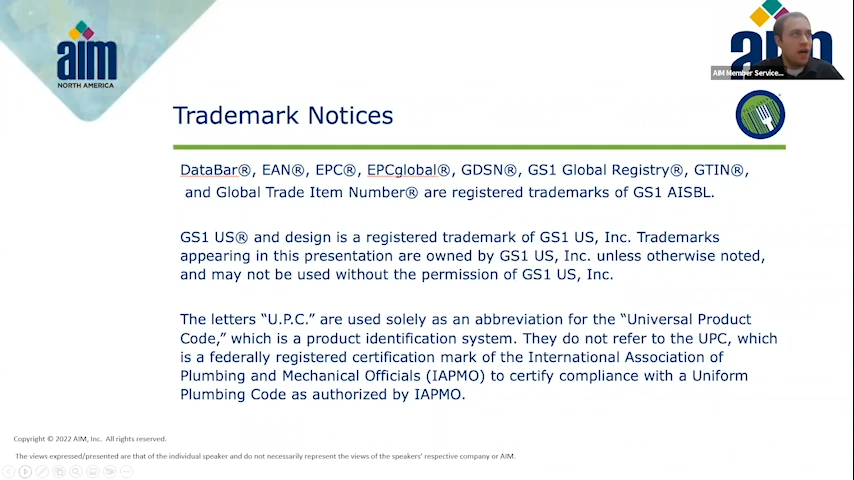 aim
NORTH AMERICA
aim
AIM Member Service...
Trademark Notices
DataBar®, EAN®, EPC®, EPCglobal®, GDSN®, GS1 Global Registry®, GTIN®,
and Global Trade Item Number® are registered trademarks of GS1 AISBL.
GS1 US® and design is a registered trademark of GS1 US, Inc. Trademarks
appearing in this presentation are owned by GS1 US, Inc. unless otherwise noted,
and may not be used without the permission of GS1 US, Inc.
The letters “U.P.C.” are used solely as an abbreviation for the “Universal Product
Code,” which is a product identification system. They do not refer to the UPC, which
is a federally registered certification mark of the International Association of
Plumbing and Mechanical Officials (IAPMO) to certify compliance with a Uniform
Plumbing Code as authorized by IAPMO.
Copyright © 2022 AIM, Inc. All rights reserved.
The views expressed/presented are that of the individual speaker and do not necessarily represent the views of the speakers' respective company or AIM.